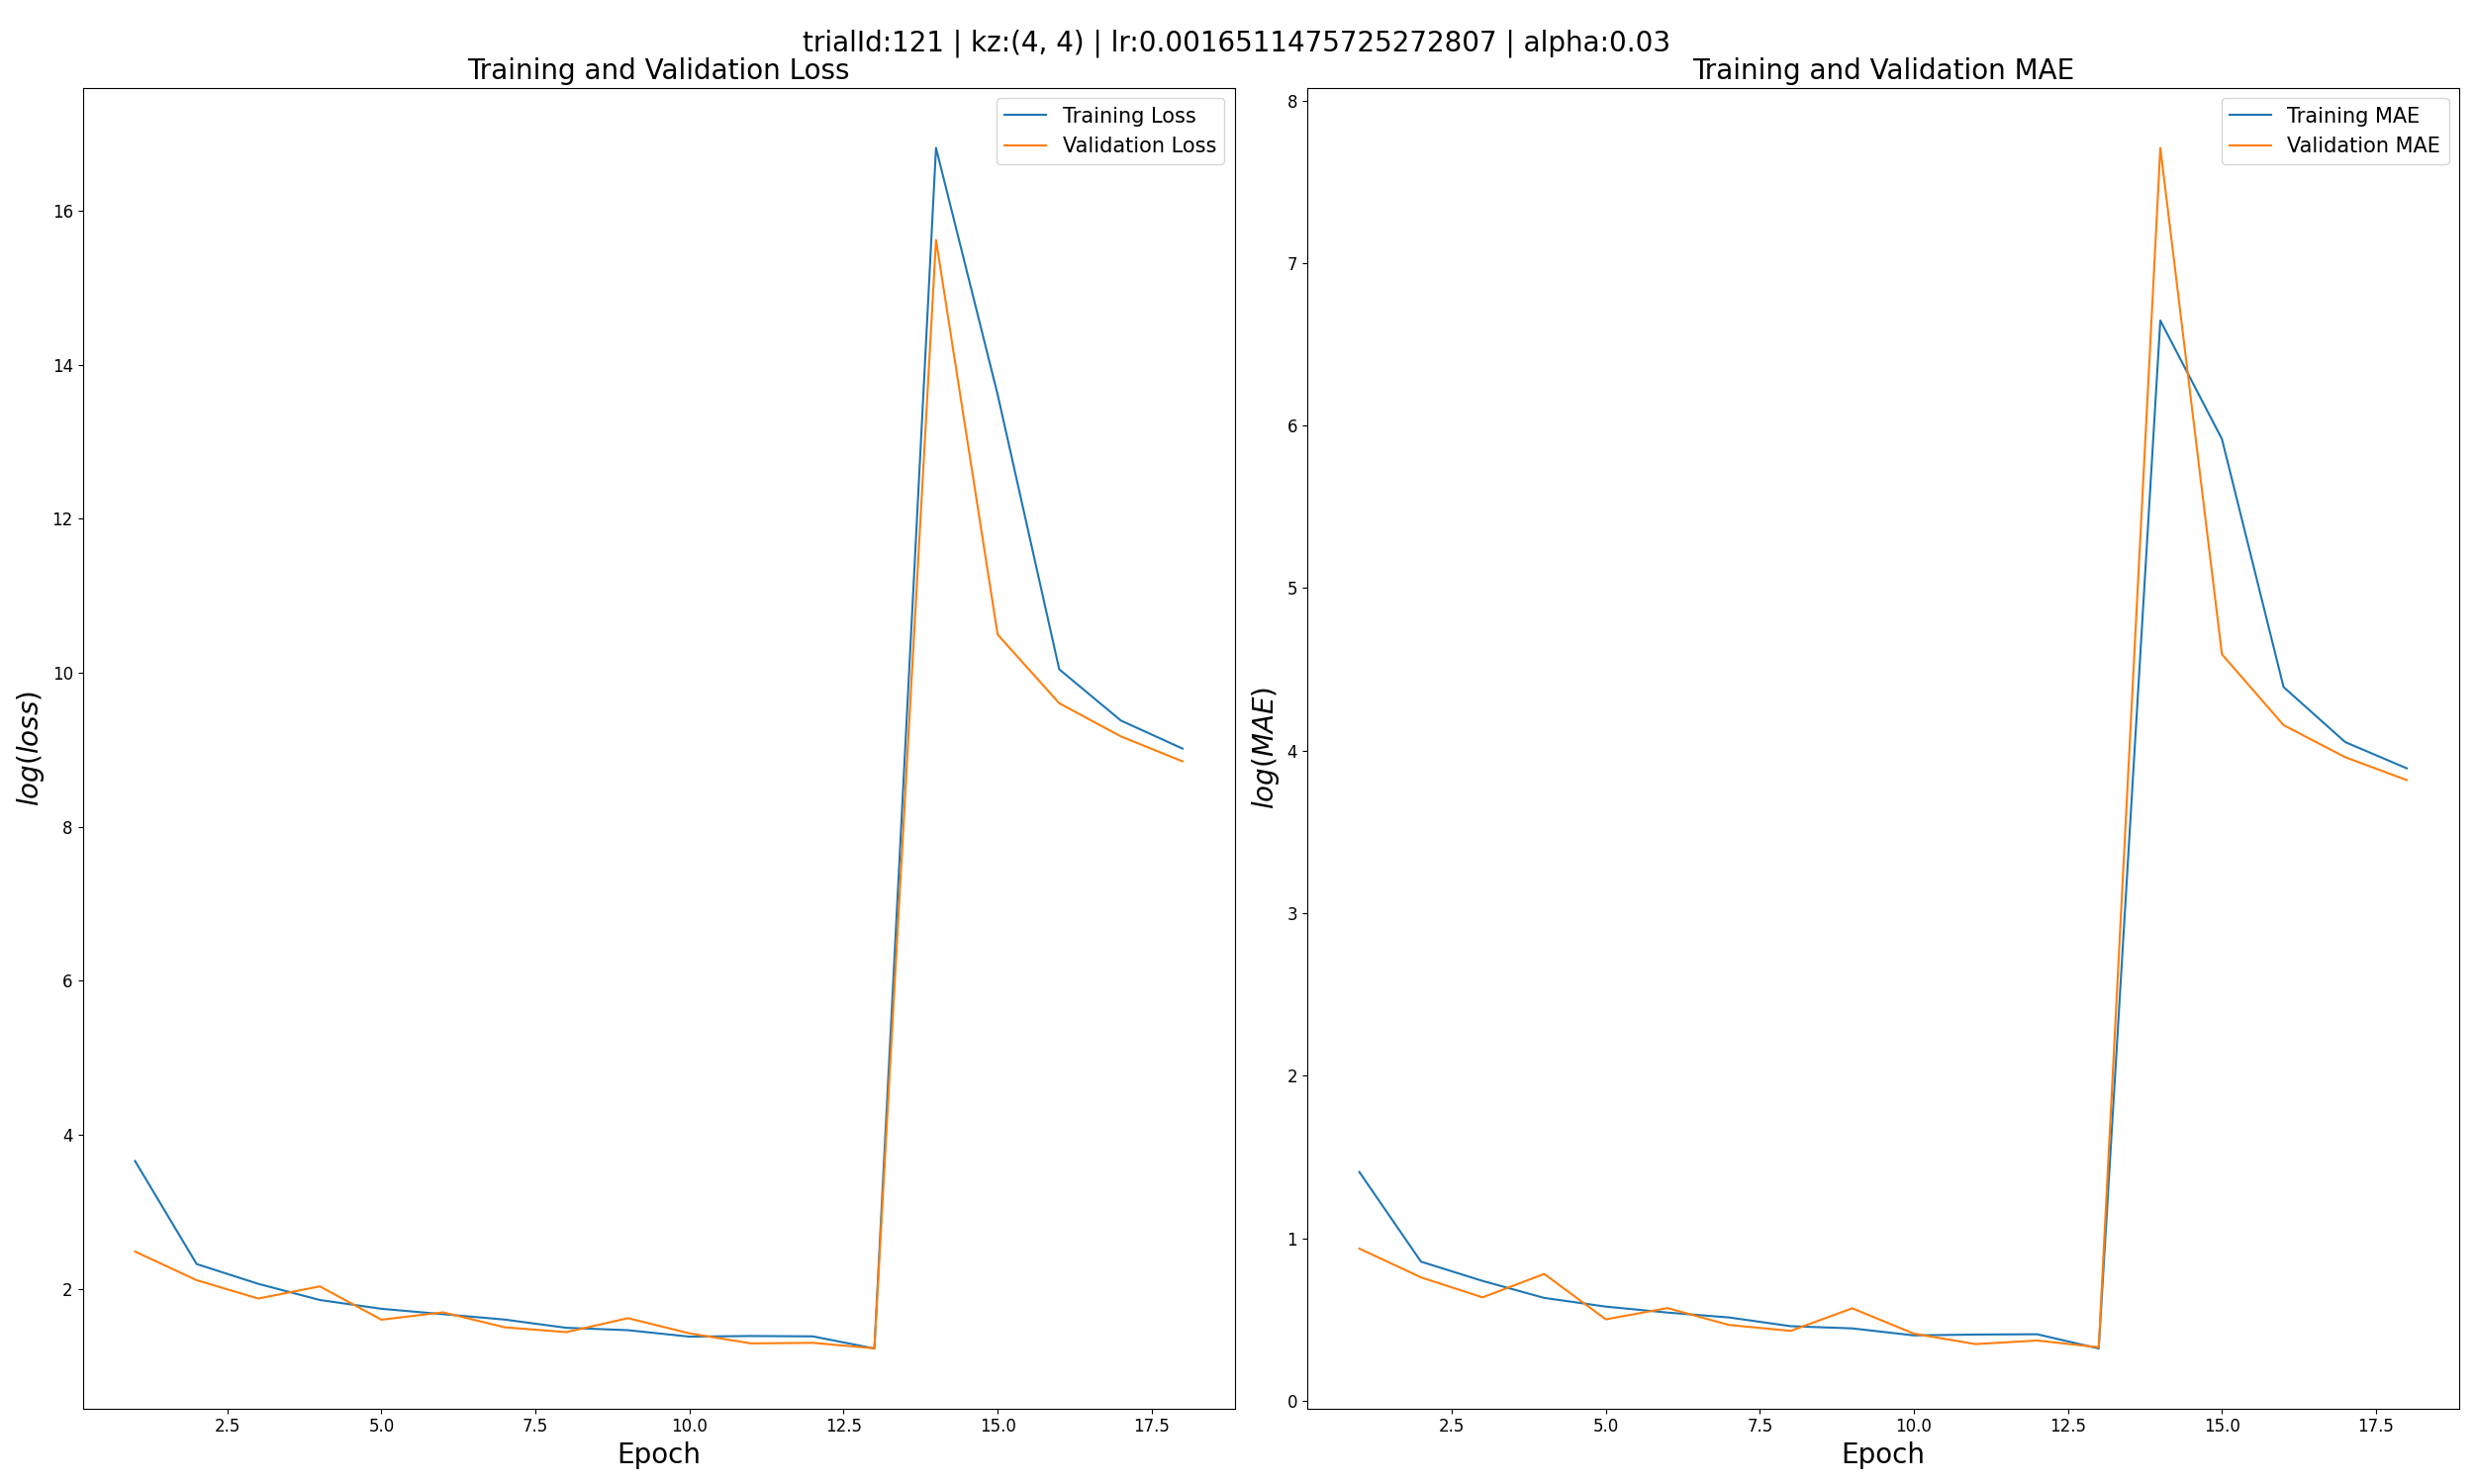 trialId:121 | kz:(4, 4) | lr:0.0016511475725272807 | alpha:0.03
Training and Validation Loss
Training Loss
Validation Loss
16
14
12
10
8
6
4
2
log(loss)
2.5 5.0 7.5 10.0 12.5 15.0 17.5
Epoch
Training and Validation MAE
Training MAE
Validation MAE
8
7
6
5
4
3
2
1
0
log(MAE)
2.5 5.0 7.5 10.0 12.5 15.0 17.5
Epoch